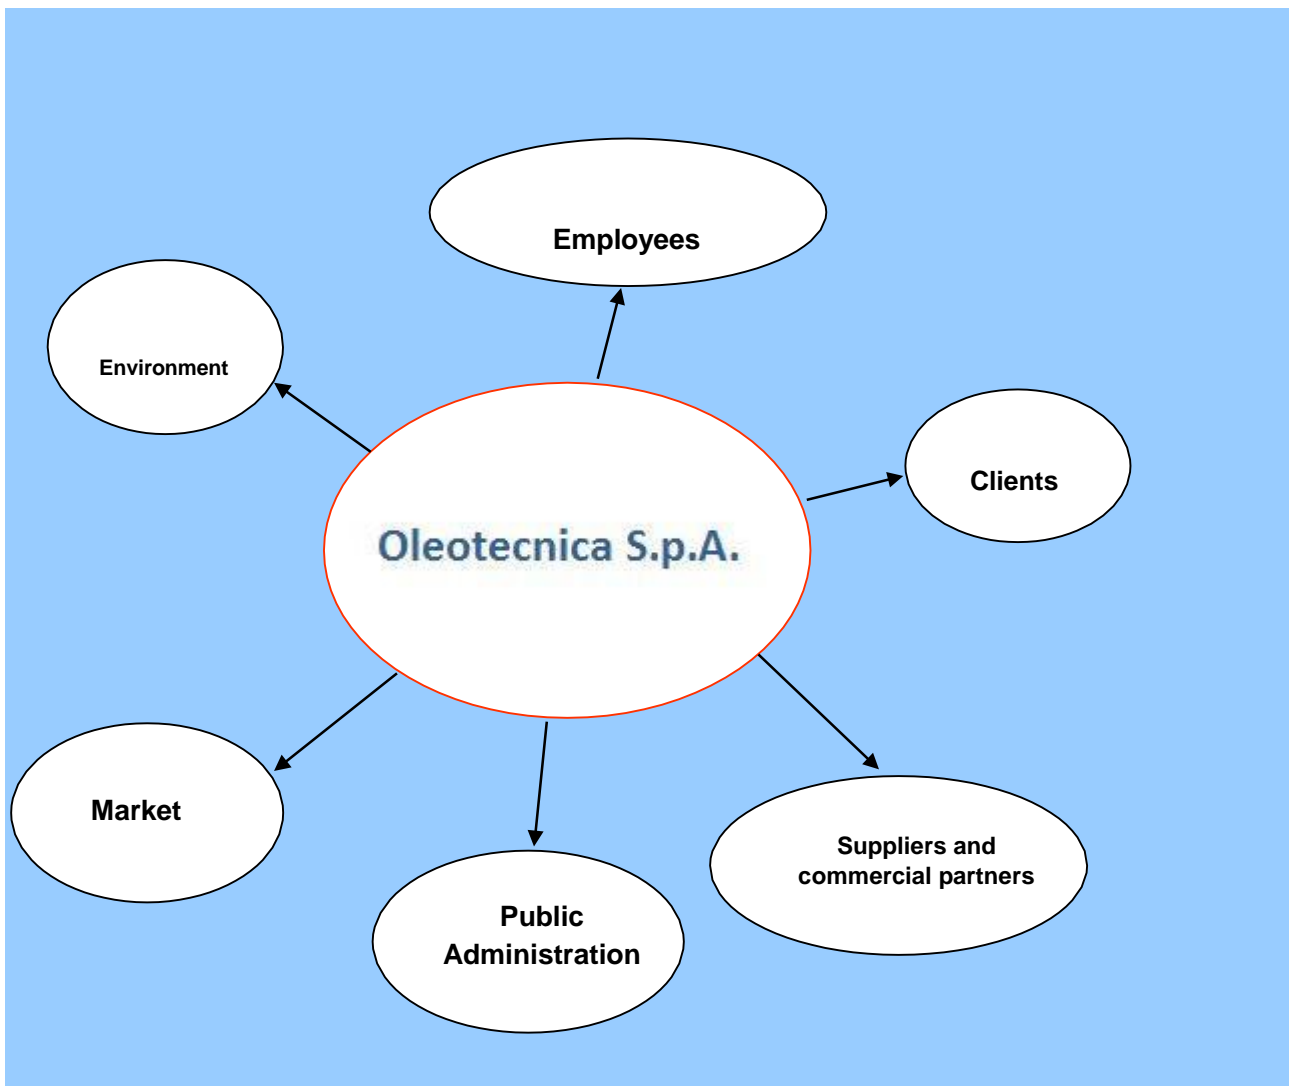 Employees
Environment
Clients
Oleotecnica S.p.A.
Market
Suppliers and
commercial partners
Public
Administration